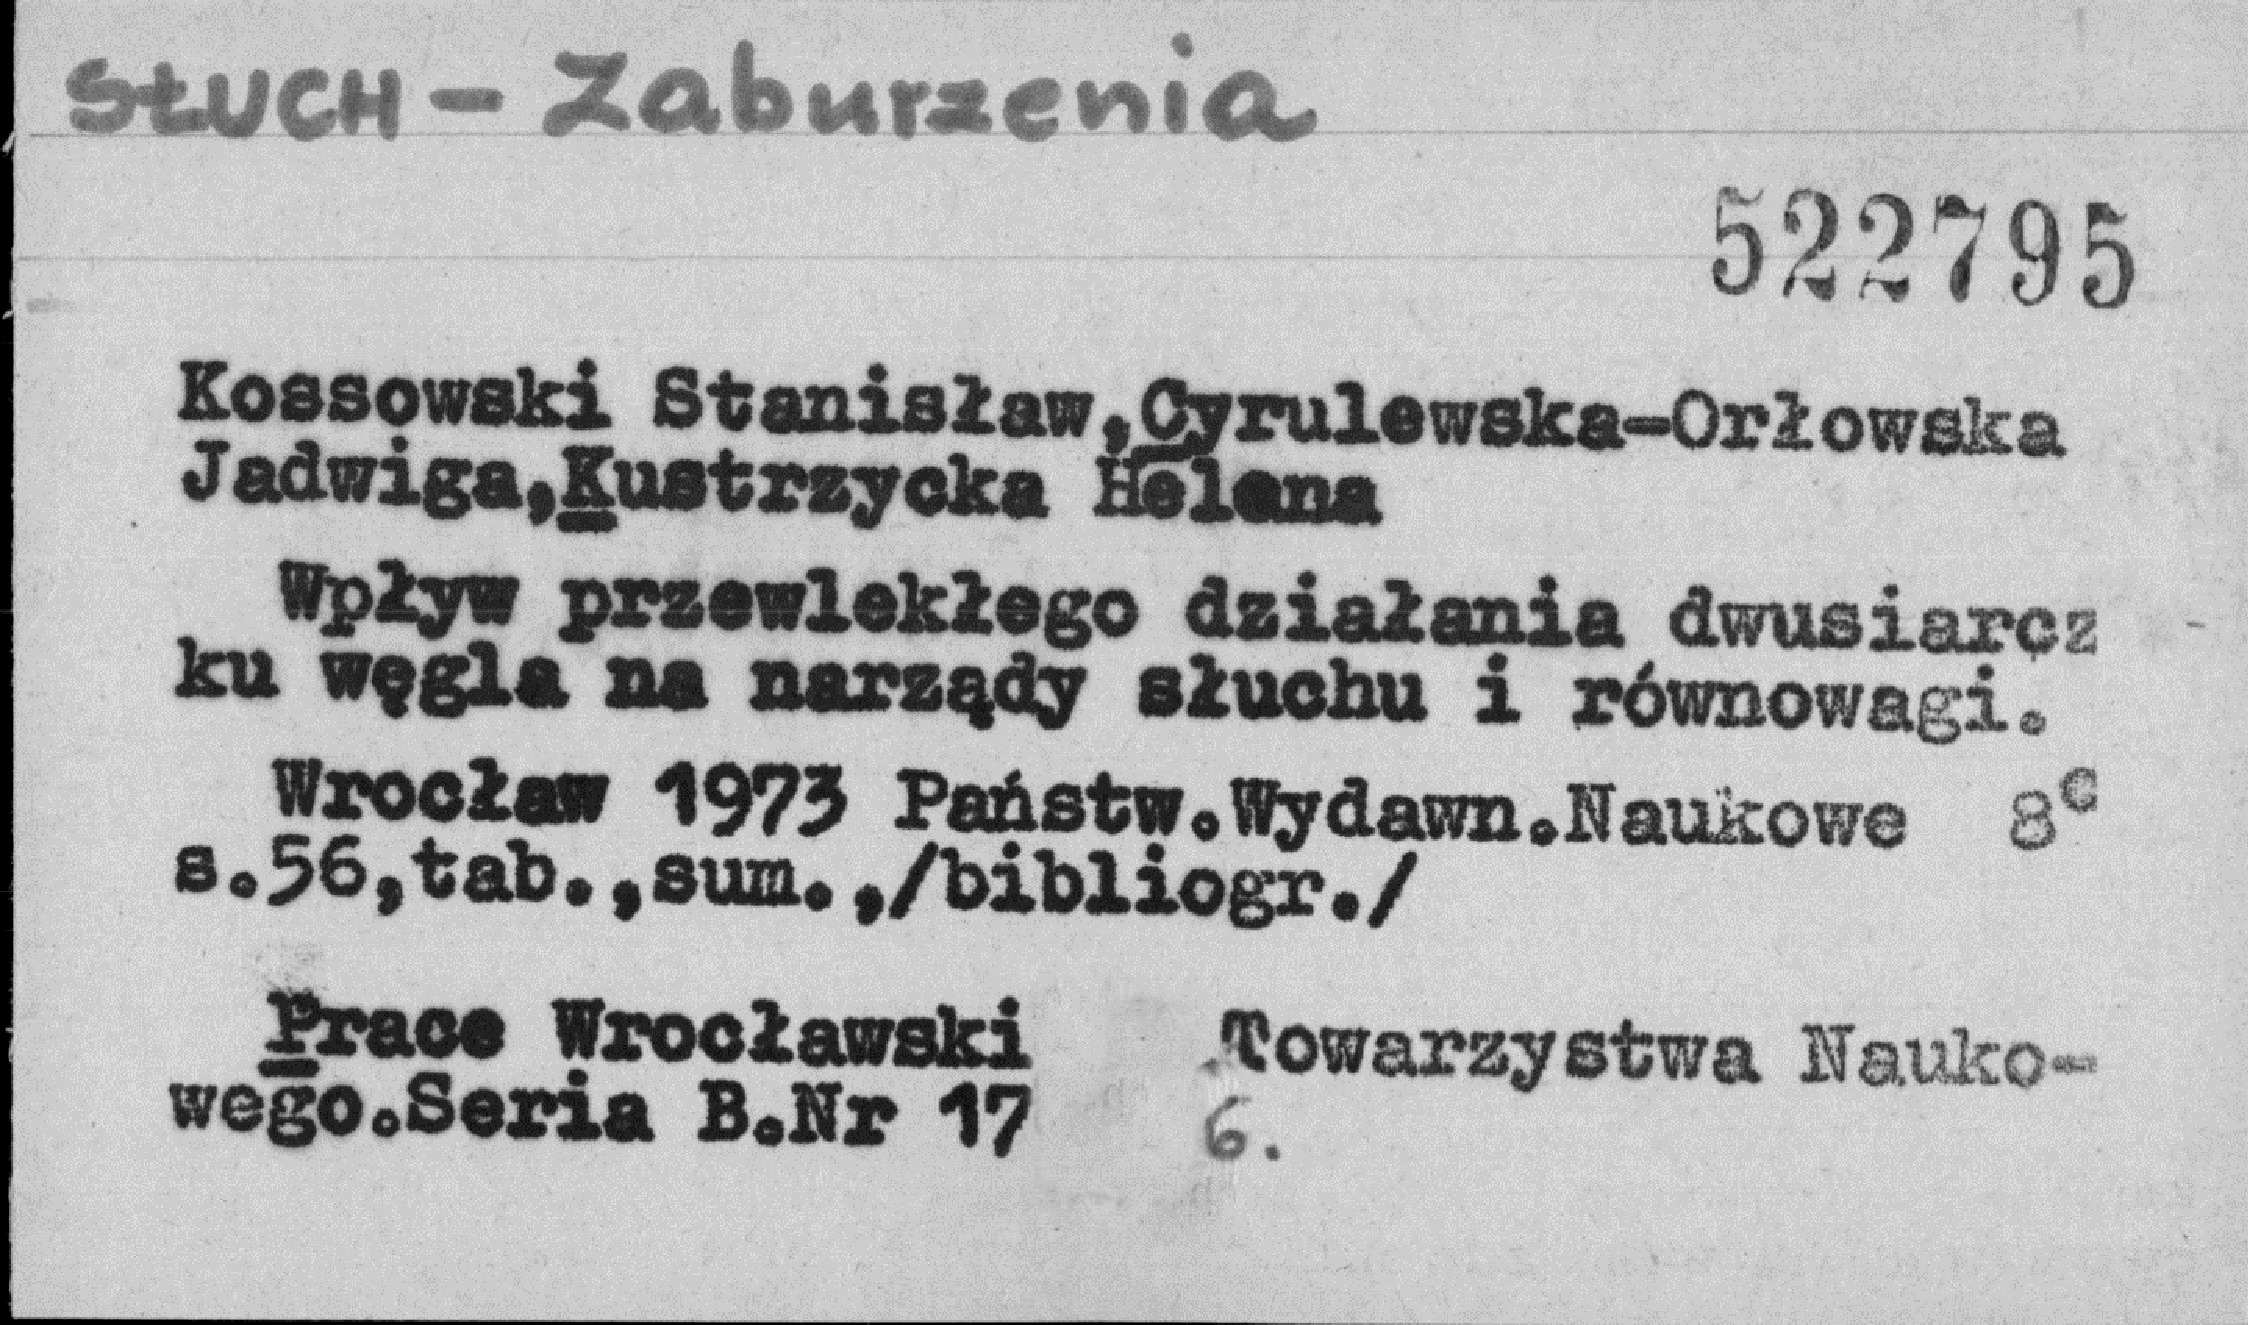 SŁUCH - Zaburzenia
522795
Kossowski Stanisław,Cyrulewska-Orłowska
Jadwiga,Kustrzycka Helena
Wpływ przewlekłego działania dwusiarcz -
ku węgla na narządy słuchu i równowagi.
Wrocław 1973 Państw.Wydawn.Naukowe 8°
s.56,tab.,sum.,/bibliogr./
Prace Wrocławski Towarzystwa Nauko-
wego.Seria B.Nr 17 6.